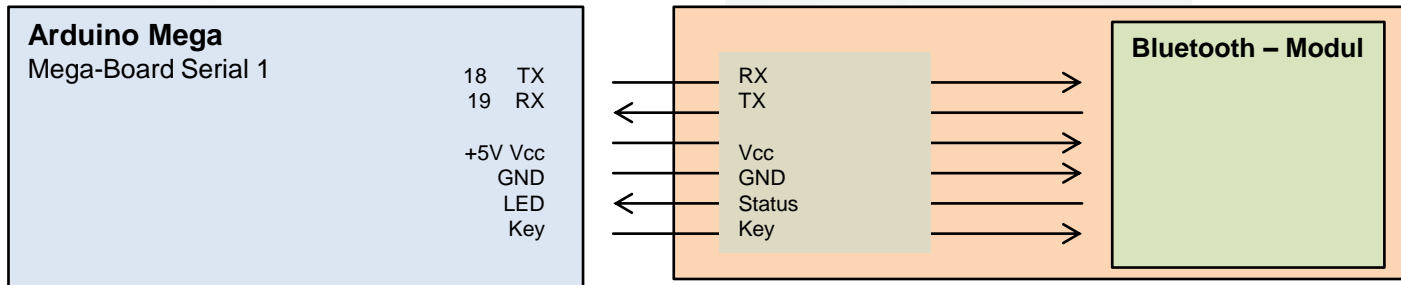 Arduino Mega
Mega-Board Serial 1
18 TX
19 RX
+5V Vcc
GND
LED
Key
RX
TX
Vcc
GND
Status
Key
Bluetooth – Modul